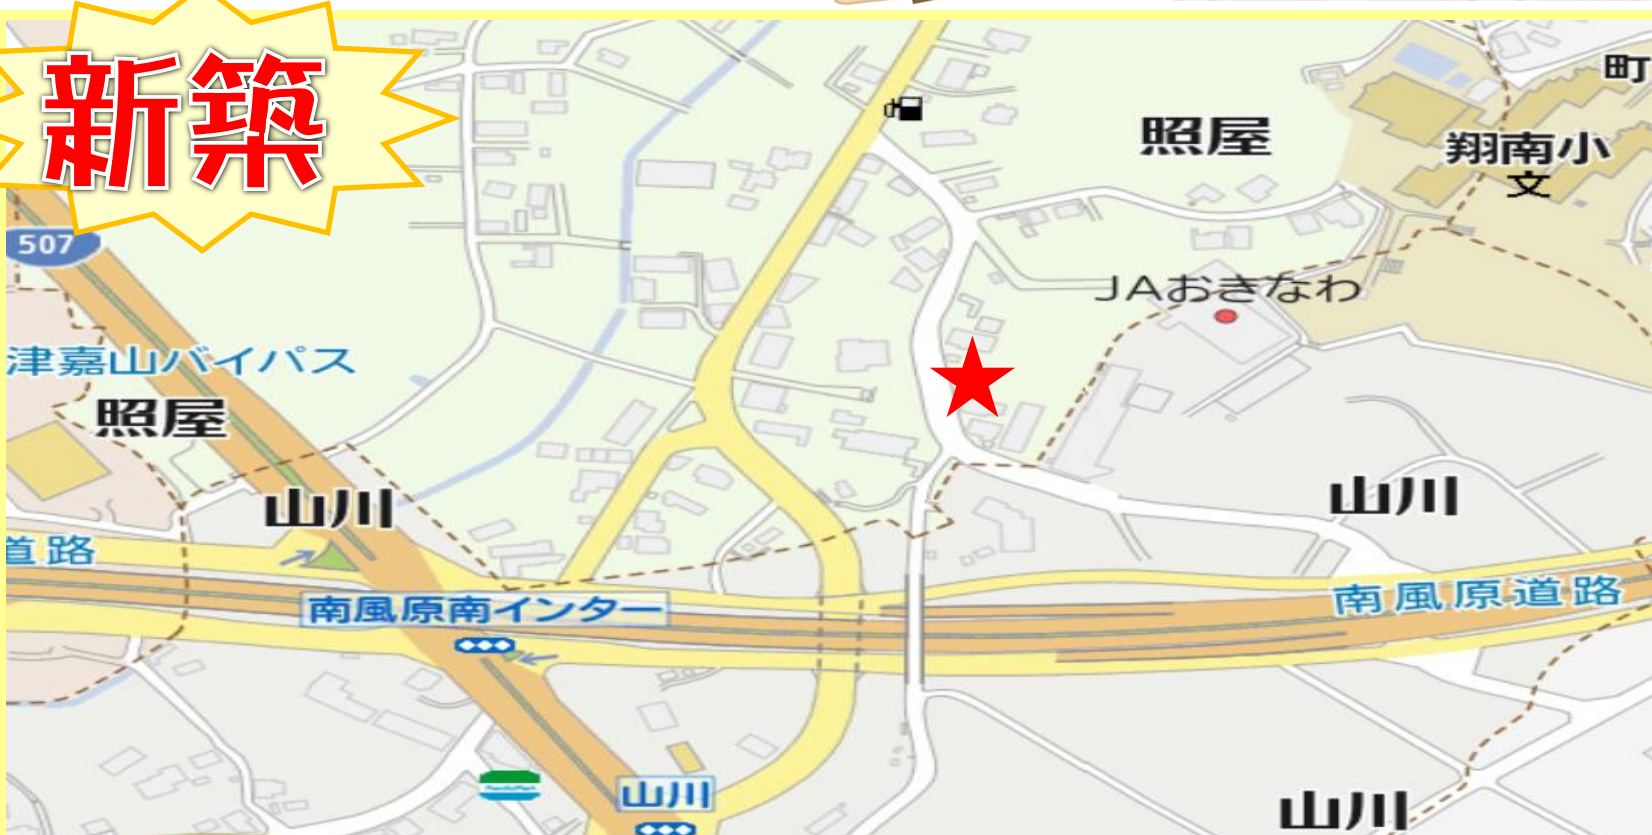 新築
町
照屋
翔南小
文
507
JAおきなわ
津嘉山バイパス
照屋
山川
山川
道路
南風原南インター
南風原道路
山川
山川